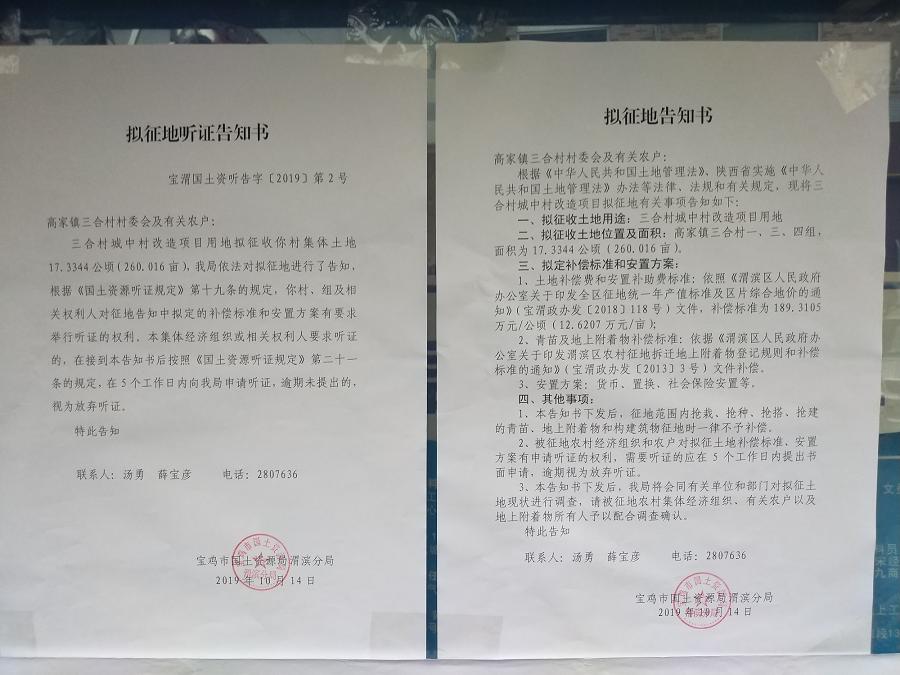 拟征地听证告知书
宝渭国土资听告字〔2019〕第2号
高家镇三合村村委会及有关农户：
三合村城中村改造项目用地拟征收你村集体土地
17.3344公顷(260.016亩)，我局依法对拟征地进行了告知，
根据《国土资源听证规定》第十九条的规定，你村、组及相
关权利人对征地告知中拟定的补偿标准和安置方案有要求
举行听证的权利。本集体经济组织或相关权利人要求听证
的，在接到本告知书后按照《国土资源听证规定》第二十一
条的规定，在5个工作日内向我局申请听证，逾期未提出的，
视为放弃听证。
特此告知
联系人：汤勇 薛宝彦 电话：2807636
宝鸡市国土资源局渭滨分局
2019年10月14日
拟征地告知书
高家镇三合村村委会及有关农户：
根据《中华人民共和国土地管理法》、陕西省实施《中华人
民共和国土地管理法》办法等法律、法规和有关规定，现将三
合村城中村改造项目拟征地有关事项告知如下：
一、拟征收土地用途：三合村城中村改造项目用地
二、拟征收土地位置及面积：高家镇三合村一、三、四组，
面积为17.3344公顷(260.016亩)。
三、拟定补偿标准和安置方案：
1、土地补偿费和安置补助费标准：依照《渭滨区人民政府
办公室关于印发全区征地统一年产值标准及区片综合地价的通
知》(宝渭政办发［2018］118号)文件，补偿标准为189.3105
万元/公顷(12.6207万元/亩)；
2、青苗及地上附着物补偿标准：依据《渭滨区人民政府办
公室关于印发渭滨区农村征地拆迁地上附着物登记规则和补偿
标准的通知》(宝渭政办发［2013］3号)文件补偿。
3、安置方案：货币、置换、社会保险安置等。
四、其他事项：
1、本告知书下发后，征地范围内抢栽、抢种、抢搭、抢建
的青苗、地上附着物和构建筑物征地时一律不予补偿。
2、被征地农村经济组织和农户对拟征土地补偿标准、安置
方案有申请听证的权利，需要听证的应在5个工作日内提出书
面申请，逾期视为放弃听证。
3、本告知书下发后，我局将会同有关单位和部门对拟征土
地现状进行调查，请被征地农村集体经济组织、有关农户以及
地上附着物所有人予以配合调查确认。
特此告知
联系人：汤勇 薛宝彦 电话：2807636
宝鸡市国土资源局渭滨分局
2019年10月14日